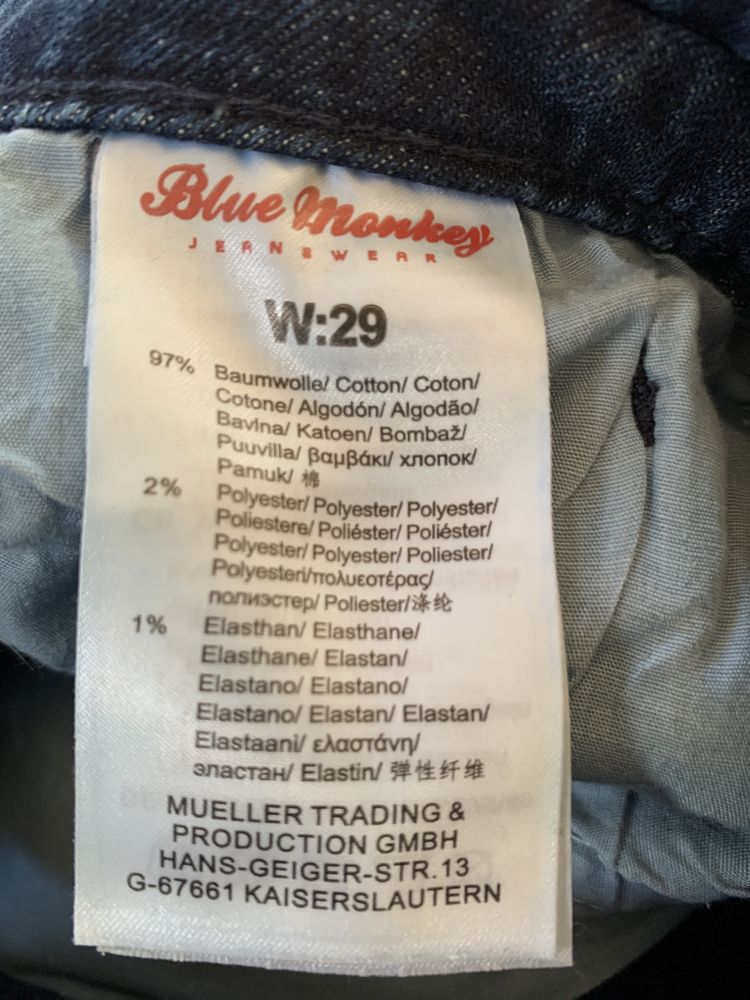 Blue Monkey
JEANSWEAR
W:29
97% Baumwolle/ Cotton/ Coton/
Cotone/ Algodón/ Algodão/
Bavlna/ Katoen/ Bombaž/
Puuvilla/ βαμβάκι/ хлопок/
Pamuk/ 棉
2% Polyester/ Polyester/ Polyester/
Poliestere/ Poliéster/ Poliéster/
Polyester/ Polyester/ Poliester/
Polyesteri/πολυεοτέρας/
полиэстер/ Poliester/涤纶
1% Elasthan/ Elasthane/
Elasthane/ Elastan/
Elastano/ Elastano/
Elastano/ Elastan/ Elastan/
Elastaani/ ελαστάνη/
эластан/ Elastin/ 弹性纤维
MUELLER TRADING &
PRODUCTION GMBH
HANS-GEIGER-STR.13
G-67661 KAISERSLAUTERN